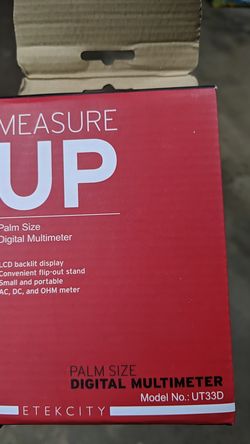 MEASURE
UP
Palm Size
Digital Multimeter
LCD backlit display
Convenient flip-out stand
Small and portable
AC, DC, and OHM meter
PALM SIZE
DIGITAL MULTIMETER
Model No.: UT33D
ETEKCITY